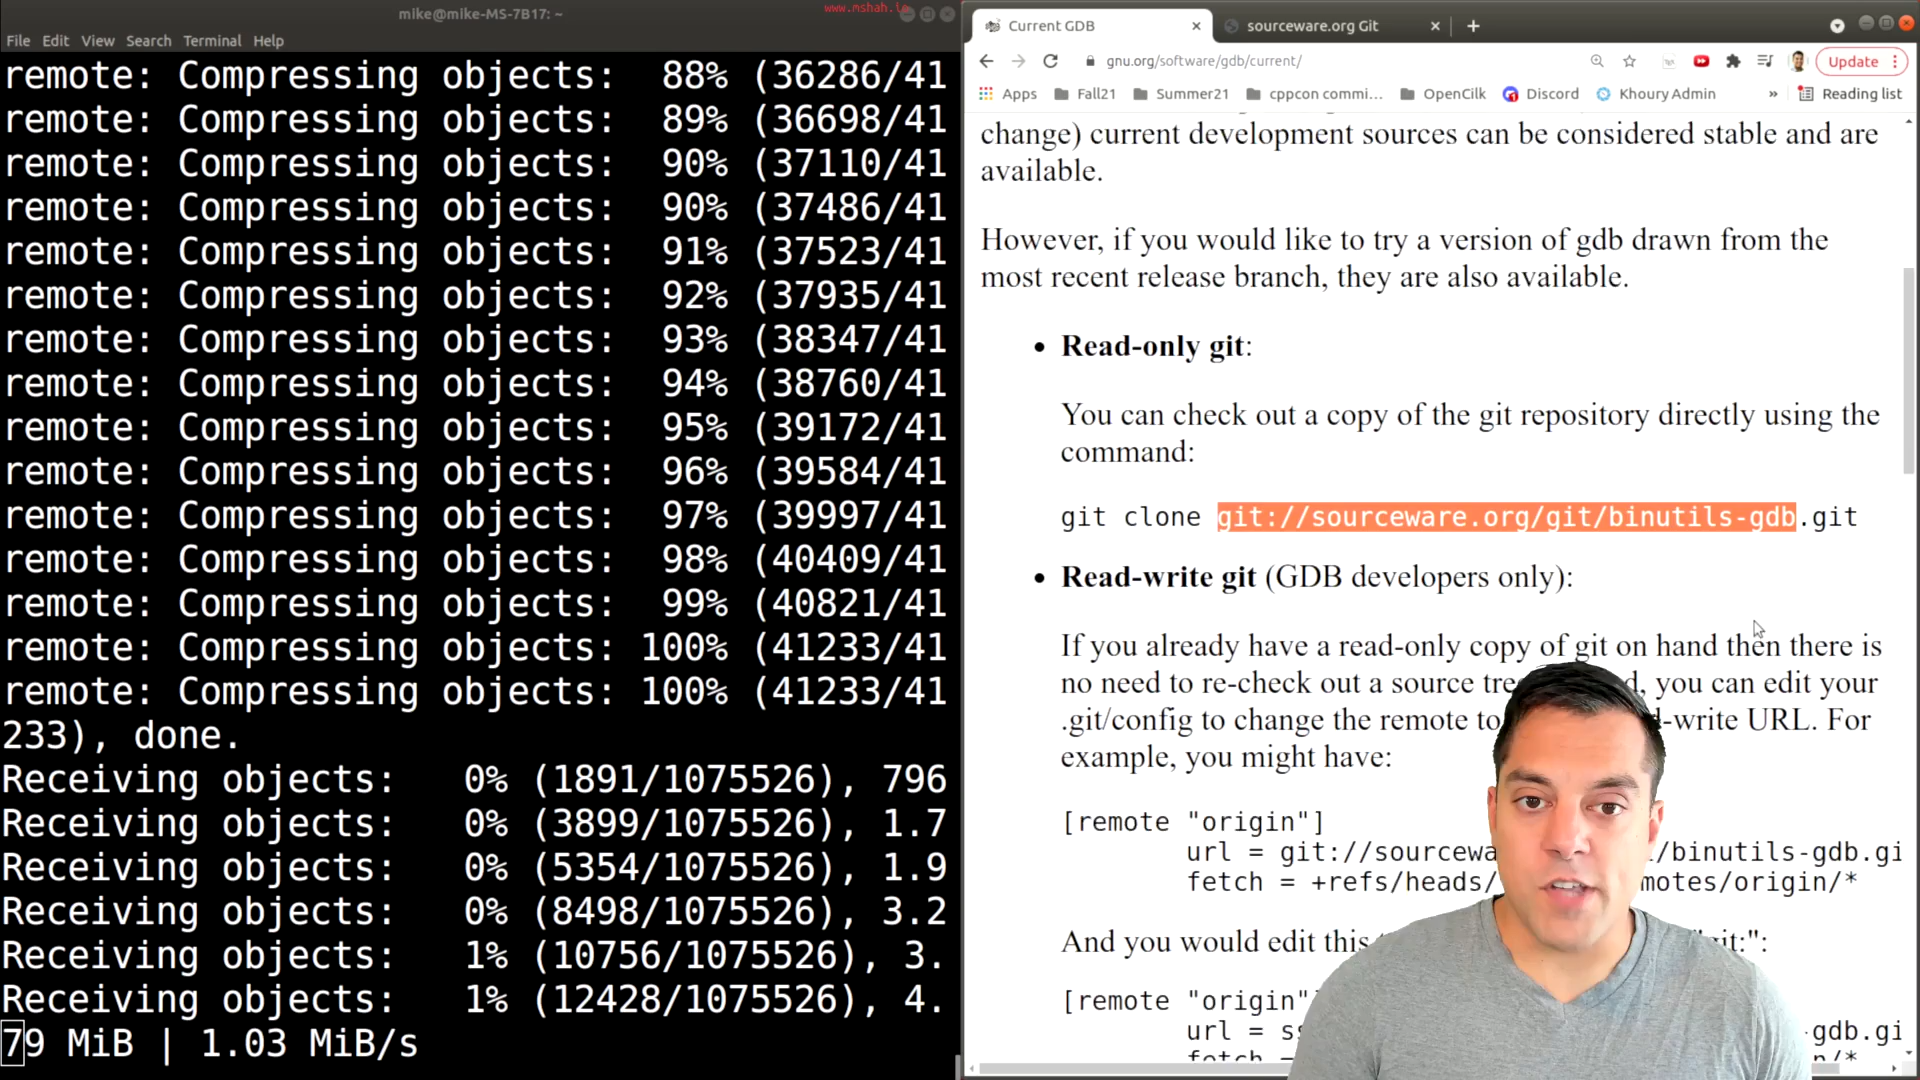 mike@mike-MS-7B17: ~
www.mshah.io
File Edit View Search Terminal Help
remote: Compressing objects: 88% (36286/41
remote: Compressing objects: 89% (36698/41
remote: Compressing objects: 90% (37110/41
remote: Compressing objects: 90% (37486/41
remote: Compressing objects: 91% (37523/41
remote: Compressing objects: 92% (37935/41
remote: Compressing objects: 93% (38347/41
remote: Compressing objects: 94% (38760/41
remote: Compressing objects: 95% (39172/41
remote: Compressing objects: 96% (39584/41
remote: Compressing objects: 97% (39997/41
remote: Compressing objects: 98% (40409/41
remote: Compressing objects: 99% (40821/41
remote: Compressing objects: 100% (41233/41
remote: Compressing objects: 100% (41233/41
233), done.
Receiving objects: 0% (1891/1075526), 796
Receiving objects: 0% (3899/1075526), 1.7
Receiving objects: 0% (5354/1075526), 1.9
Receiving objects: 0% (8498/1075526), 3.2
Receiving objects: 1% (10756/1075526), 3.
Receiving objects: 1% (12428/1075526), 4.
79 MiB | 1.03 MiB/s
Current GDB
sourceware.org Git
gnu.org/software/gdb/current/
Update
Apps Fall21 Summer21 cppcon commi... OpenCilk Discord Khoury Admin » Reading list
change) current development sources can be considered stable and are
available.
However, if you would like to try a version of gdb drawn from the
most recent release branch, they are also available.
• Read-only git:
You can check out a copy of the git repository directly using the
command:
git clone git://sourceware.org/git/binutils-gdb.git
• Read-write git (GDB developers only):
If you already have a read-only copy of git on hand then there is
no need to re-check out a source tre d, you can edit your
.git/config to change the remote to d-write URL. For
example, you might have:
[remote "origin"]
url = git://sourcewa /binutils-gdb.gi
fetch = +refs/heads/ motes/origin/*
And you would edit this "git:":
[remote "origin"
url = ss -gdb.gi
fetch = n/*